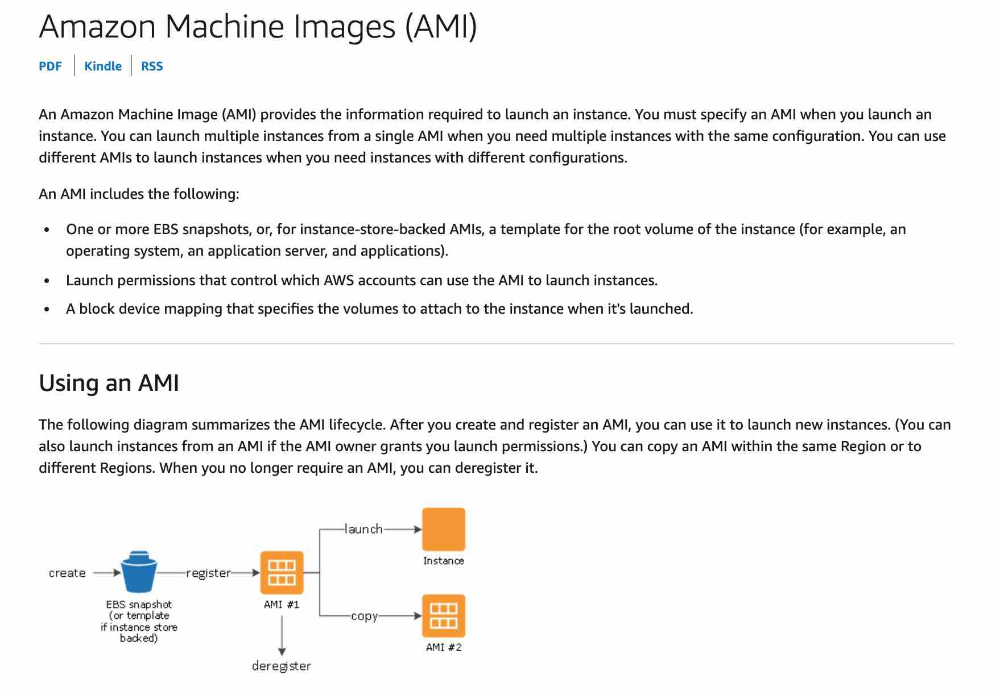 Amazon Machine Images (AMI)
PDF | Kindle | RSS
An Amazon Machine Image (AMI) provides the information required to launch an instance. You must specify an AMI when you launch an
instance. You can launch multiple instances from a single AMI when you need multiple instances with the same configuration. You can use
different AMIs to launch instances when you need instances with different configurations.
An AMI includes the following:
• One or more EBS snapshots, or, for instance-store-backed AMIs, a template for the root volume of the instance (for example, an
operating system, an application server, and applications).
• Launch permissions that control which AWS accounts can use the AMI to launch instances.
• A block device mapping that specifies the volumes to attach to the instance when it's launched.
Using an AMI
The following diagram summarizes the AMI lifecycle. After you create and register an AMI, you can use it to launch new instances. (You can
also launch instances from an AMI if the AMI owner grants you launch permissions.) You can copy an AMI within the same Region or to
different Regions. When you no longer require an AMI, you can deregister it.
launch
Instance
create
register
EBS snapshot
(or template
if instance store
backed)
AMI #1
copy
AMI #2
deregister